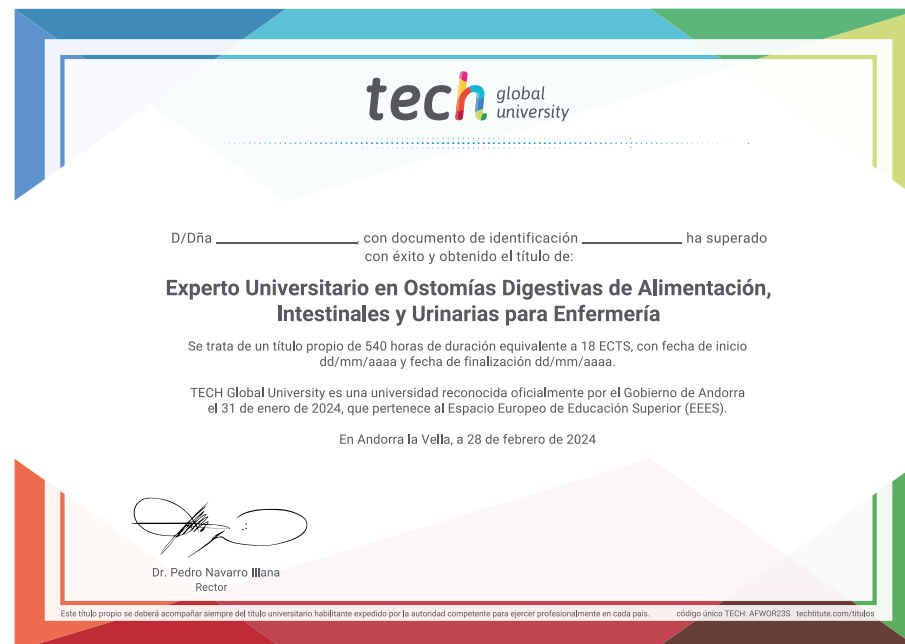 tech global university
D/Dña , con documento de identificación ha superado
con éxito y obtenido el título de:
Experto Universitario en Ostomías Digestivas de Alimentación,
Intestinales y Urinarias para Enfermería
Se trata de un título propio de 540 horas de duración equivalente a 18 ECTS, con fecha de inicio
dd/mm/aaaa y fecha de finalización dd/mm/aaaa.
TECH Global University es una universidad reconocida oficialmente por el Gobierno de Andorra
el 31 de enero de 2024, que pertenece al Espacio Europeo de Educación Superior (EEES).
En Andorra la Vella, a 28 de febrero de 2024
Dr. Pedro Navarro Illana
Rector
Este título propio se deberá acompañar siempre del título universitario habilitante expedido por la autoridad competente para ejercer profesionalmente en cada país. código único TECH: AFWOR23S techtitute.com/titulos